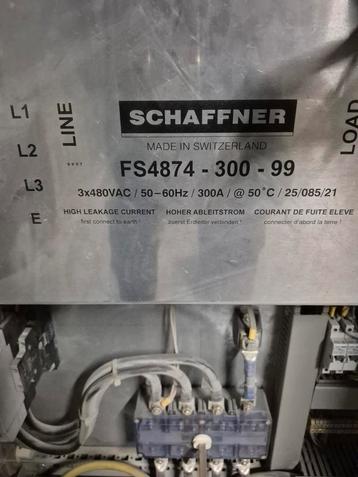 L1
LINE
L2
L3
E
SCHAFFNER
MADE IN SWITZERLAND
FS4874 - 300 - 99
3x480VAC / 50-60Hz / 300A / @ 50°C / 25/085/21
HIGH LEAKAGE CURRENT HOHER ABLEITSTROM COURANT DE FUITE ELEVE
first connect to earth! zuerst Erdleiter verbinden! connecter d'abord la terre!
LOAD